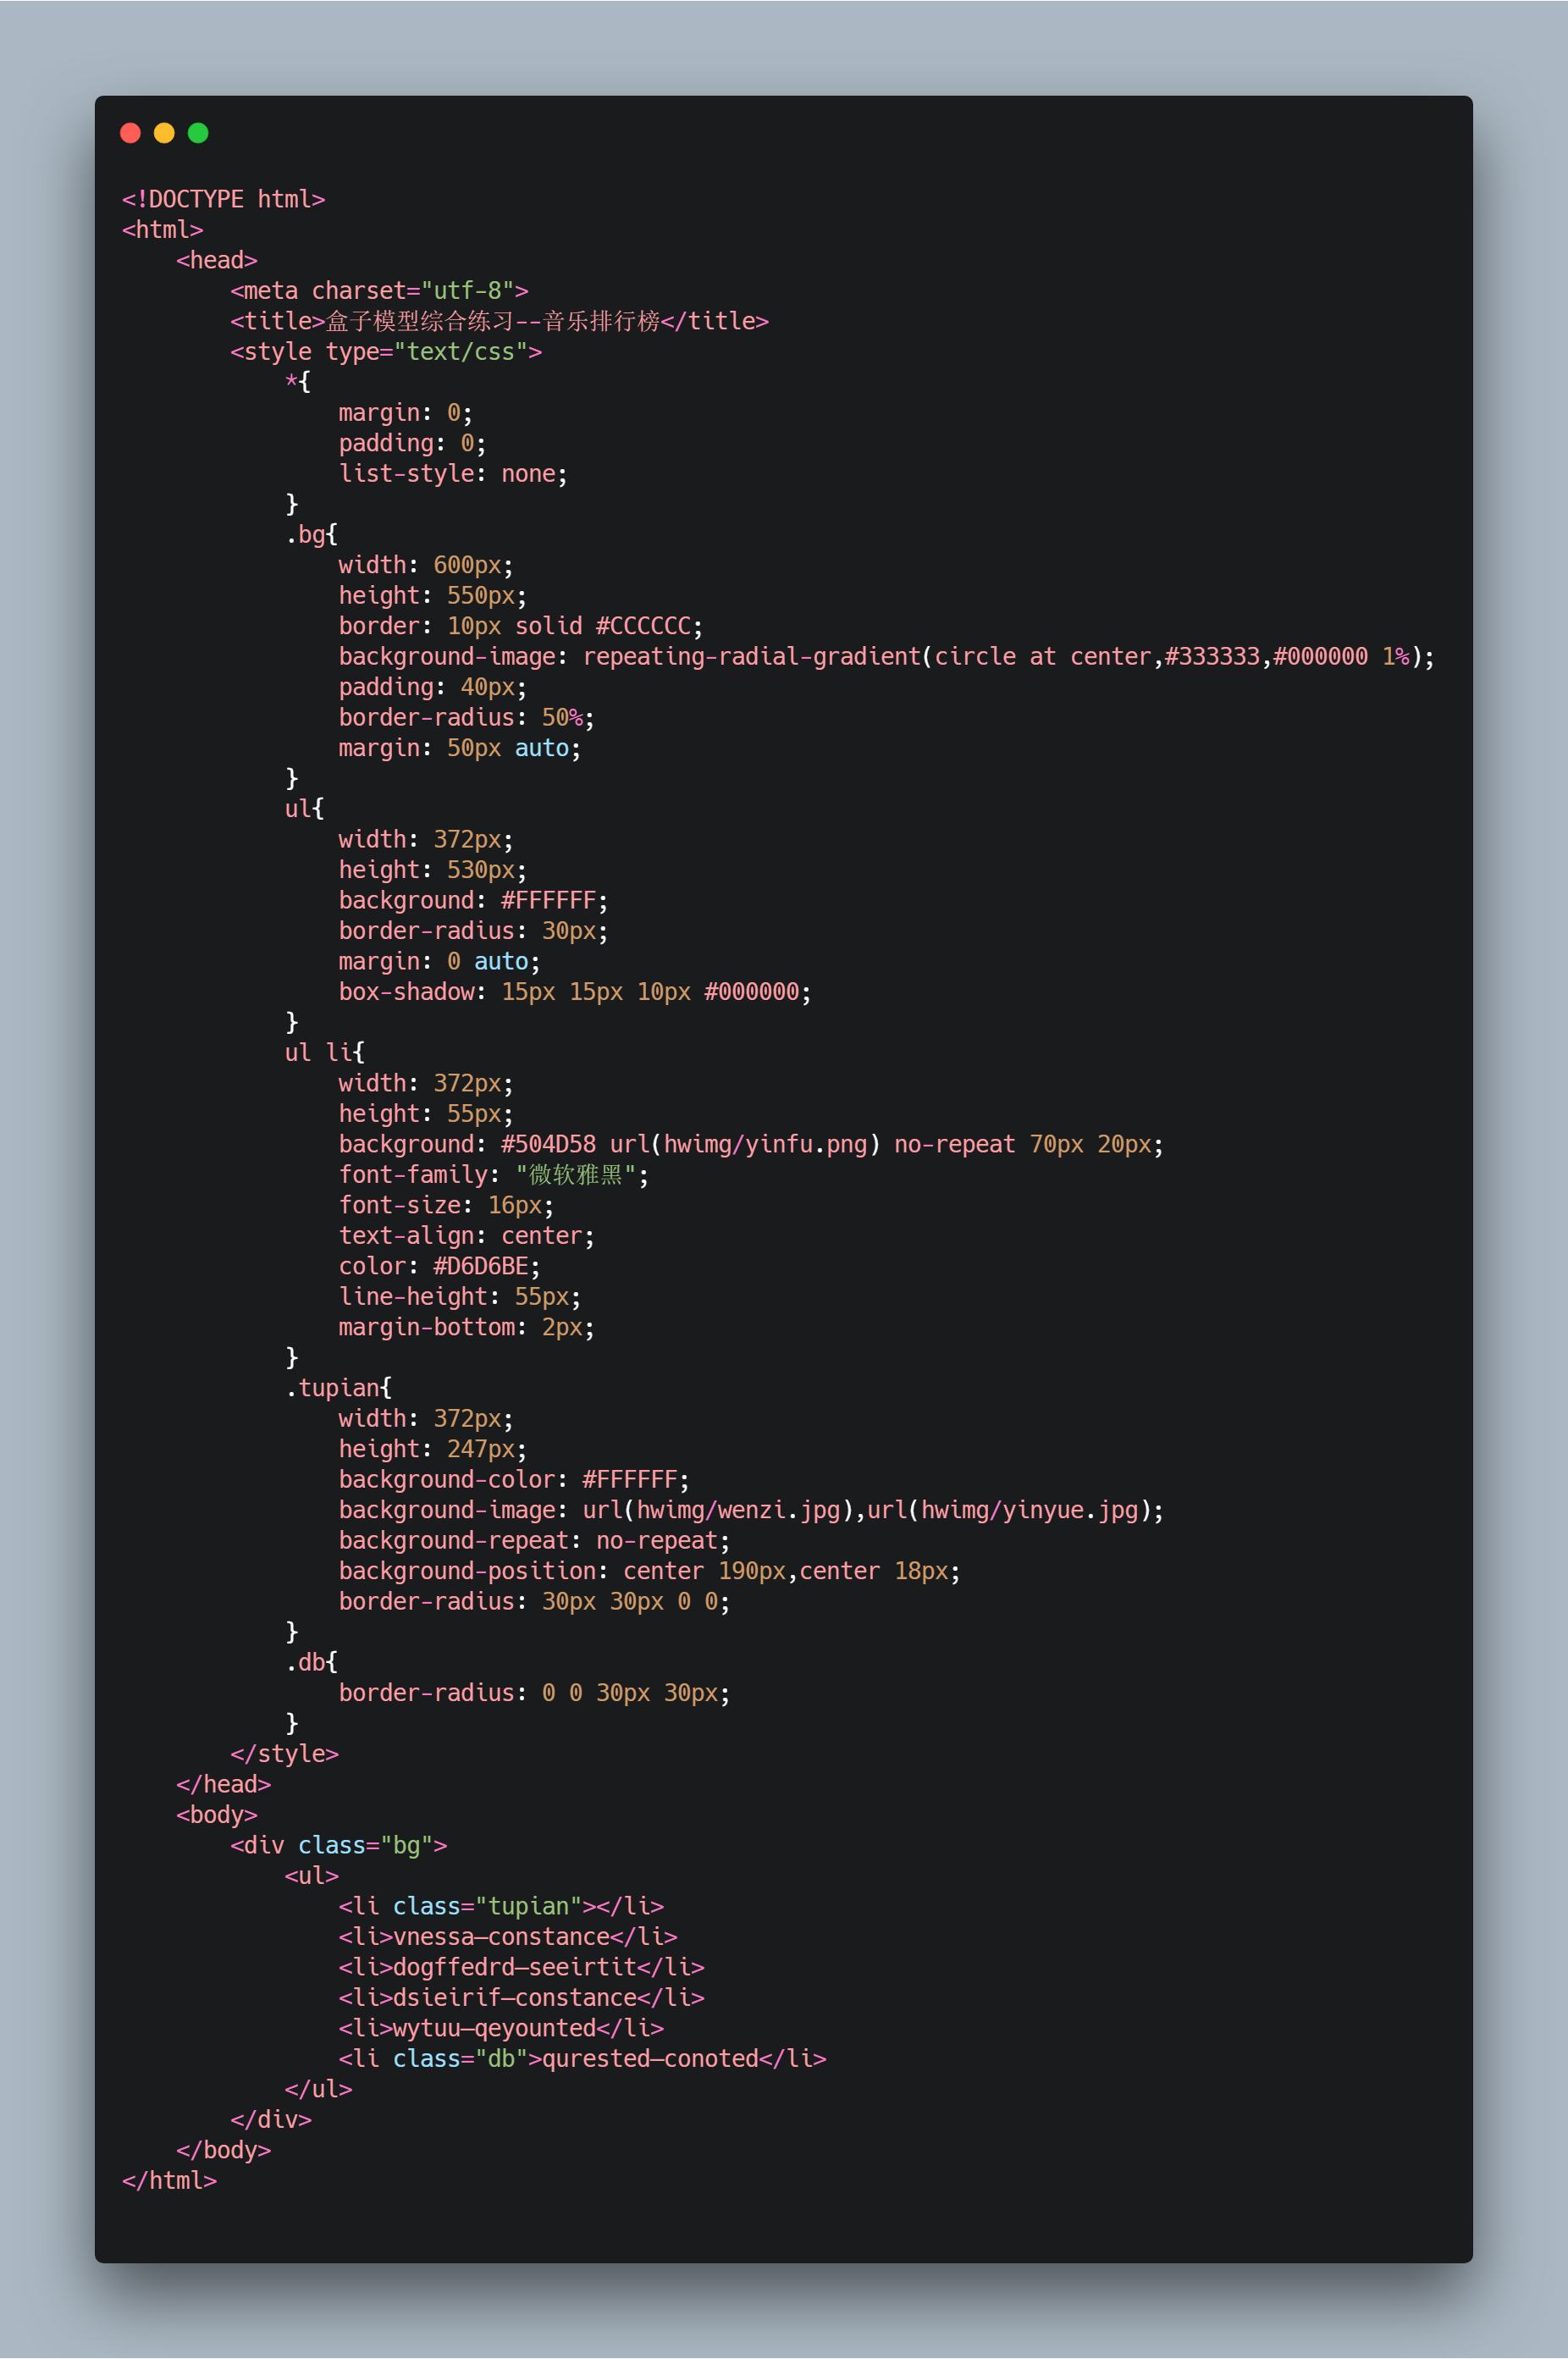 <!DOCTYPE html>
<html>
    <head>
        <meta charset="utf-8">
        <title>盒子模型综合练习--音乐排行榜</title>
        <style type="text/css">
            *{
                margin: 0;
                padding: 0;
                list-style: none;
            }
            .bg{
                width: 600px;
                height: 550px;
                border: 10px solid #CCCCCC;
                background-image: repeating-radial-gradient(circle at center,#333333,#000000 1%);
                padding: 40px;
                border-radius: 50%;
                margin: 50px auto;
            }
            ul{
                width: 372px;
                height: 530px;
                background: #FFFFFF;
                border-radius: 30px;
                margin: 0 auto;
                box-shadow: 15px 15px 10px #000000;
            }
            ul li{
                width: 372px;
                height: 55px;
                background: #504D58 url(hwimg/yinfu.png) no-repeat 70px 20px;
                font-family: "微软雅黑";
                font-size: 16px;
                text-align: center;
                color: #D6D6BE;
                line-height: 55px;
                margin-bottom: 2px;
            }
            .tupian{
                width: 372px;
                height: 247px;
                background-color: #FFFFFF;
                background-image: url(hwimg/wenzi.jpg),url(hwimg/yinyue.jpg);
                background-repeat: no-repeat;
                background-position: center 190px,center 18px;
                border-radius: 30px 30px 0 0;
            }
            .db{
                border-radius: 0 0 30px 30px;
            }
        </style>
    </head>
    <body>
        <div class="bg">
            <ul>
                <li class="tupian"></li>
                <li>vnessa—constance</li>
                <li>dogffedrd—seeirtit</li>
                <li>dsieirif—constance</li>
                <li>wytuu—qeyounted</li>
                <li class="db">qurested—conoted</li>
            </ul>
        </div>
    </body>
</html>